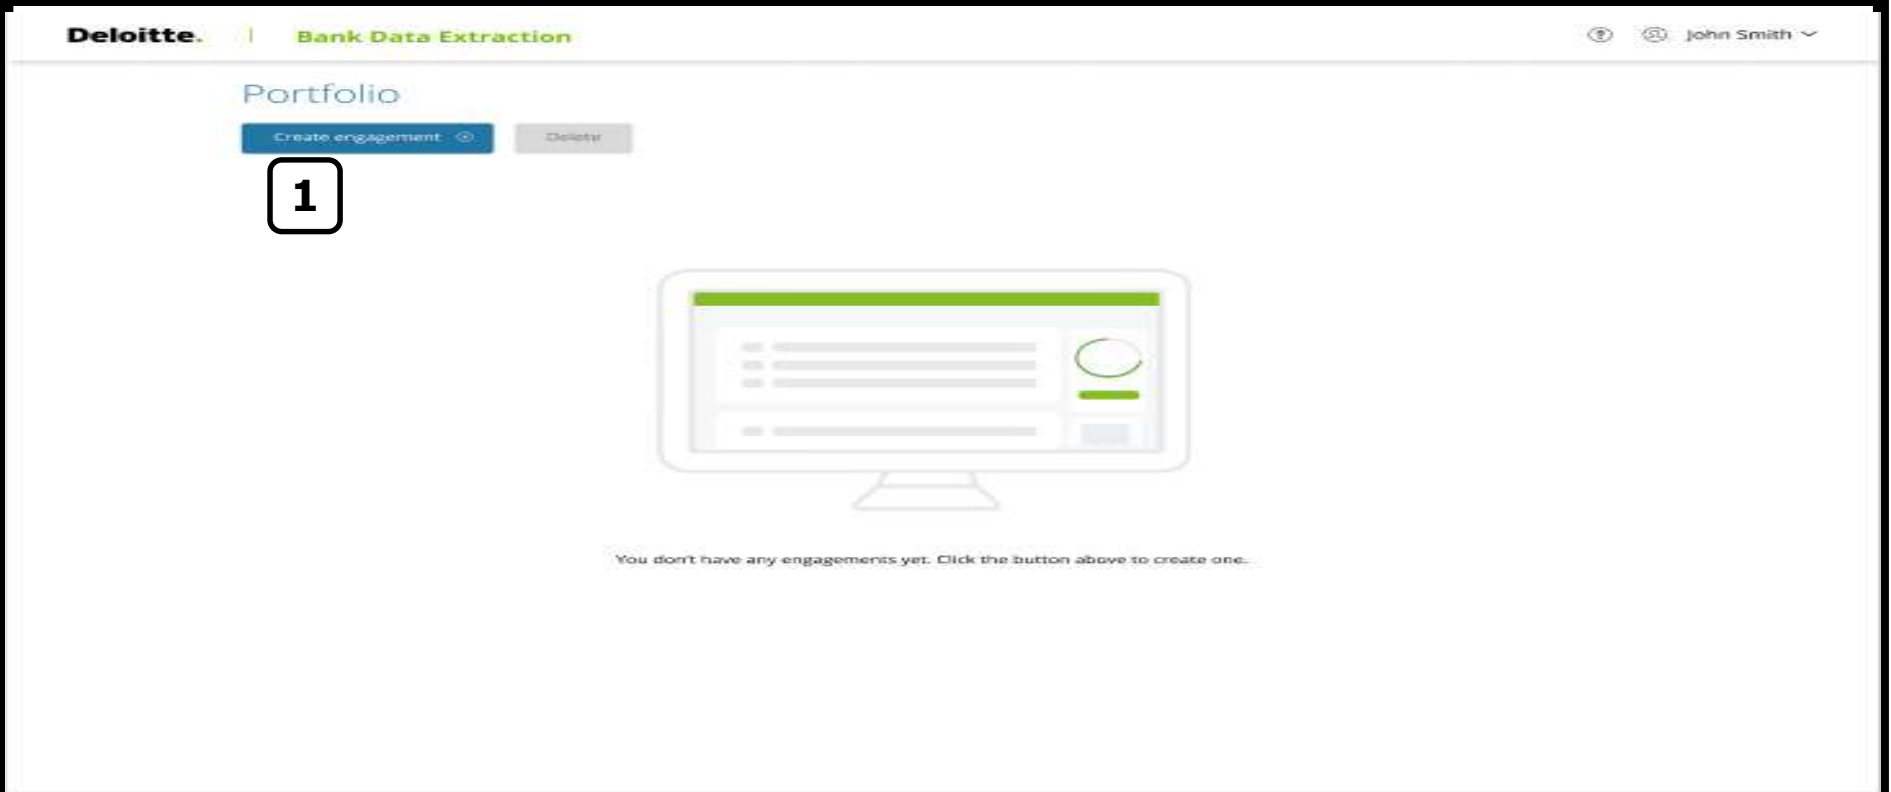 Deloitte. | Bank Data Extraction John Smith
Portfolio
Create engagement Delete
1
You don't have any engagements yet. Click the button above to create one.